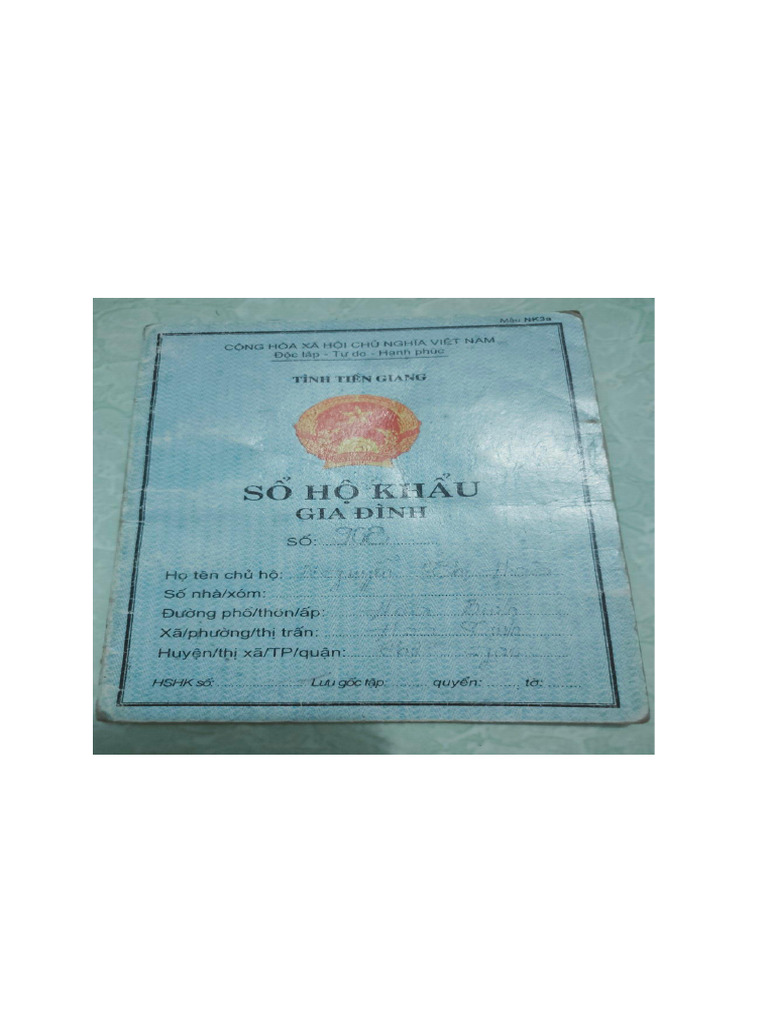 Mẫu NK3a
CỘNG HÒA XÃ HỘI CHỦ NGHĨA VIỆT NAM
Độc lập - Tự do - Hạnh phúc
TỈNH TIỀN GIANG
SỔ HỘ KHẨU
GIA ĐÌNH
SỐ:
Họ tên chủ hộ: Nguyễn
Số nhà/xóm:
Đường phố/thôn/ấp:
Xã/phường/thị trấn:
Huyện/thị xã/TP/quận:
HSHK số: Lưu gốc tập: quyển: , tờ: